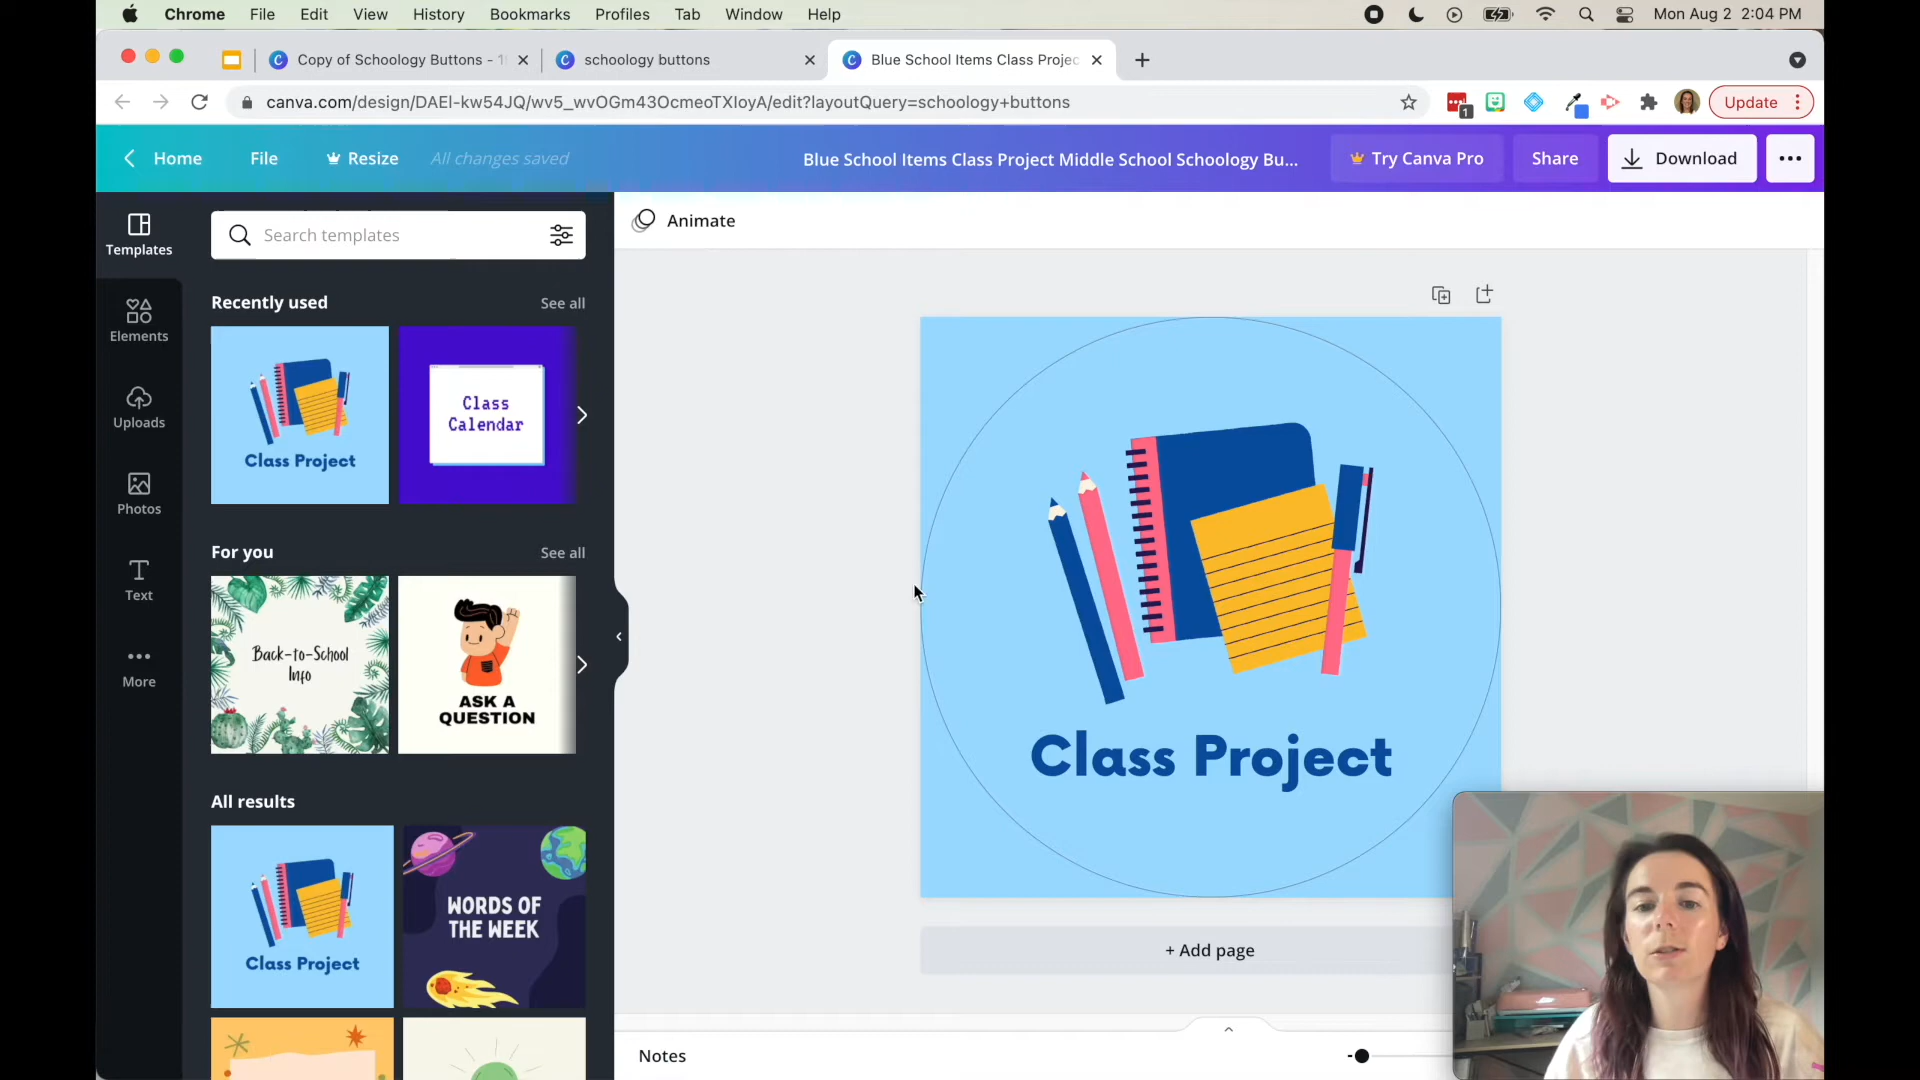 Chrome File Edit View History Bookmarks Profiles Tab Window Help Mon Aug 2 2:04 PM
Copy of Schoology Buttons - schoology buttons Blue School Items Class Projec
canva.com/design/DAEl-kw54JQ/wv5_wvOGm43OcmeoTXloyA/edit?layoutQuery=schoology+buttons 1 Update
Home File Resize All changes saved Blue School Items Class Project Middle School Schoology Bu... Try Canva Pro Share Download
Templates
Elements
Uploads
Photos
Text
More
Search templates
Animate
Recently used See all
Class Project
Class
Calendar
For you See all
Back-to-School
Info
ASK A
QUESTION
All results
Class Project
WORDS OF
THE WEEK
Class Project
+ Add page
Notes